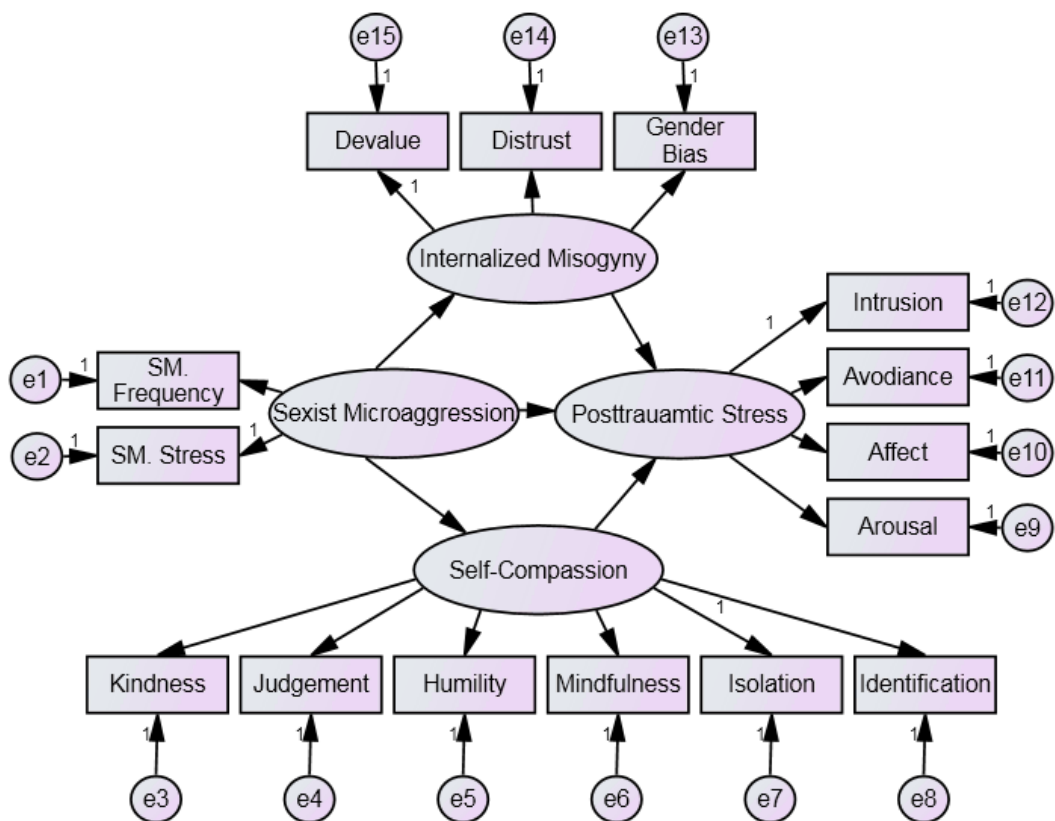 e15
e14
e13
1
1
1
Devalue
Distrust
Gender
Bias
1
Internalized Misogyny
Intrusion
1
e12
1
e1
1
SM.
Frequency
Sexist Microaggression
Posttrauamtic Stress
Avodiance
1
e11
e2
1
SM. Stress
1
Affect
1
e10
Arousal
1
e9
Self-Compassion
1
Kindness
Judgement
Humility
Mindfulness
Isolation
Identification
1
1
1
1
1
1
e3
e4
e5
e6
e7
e8